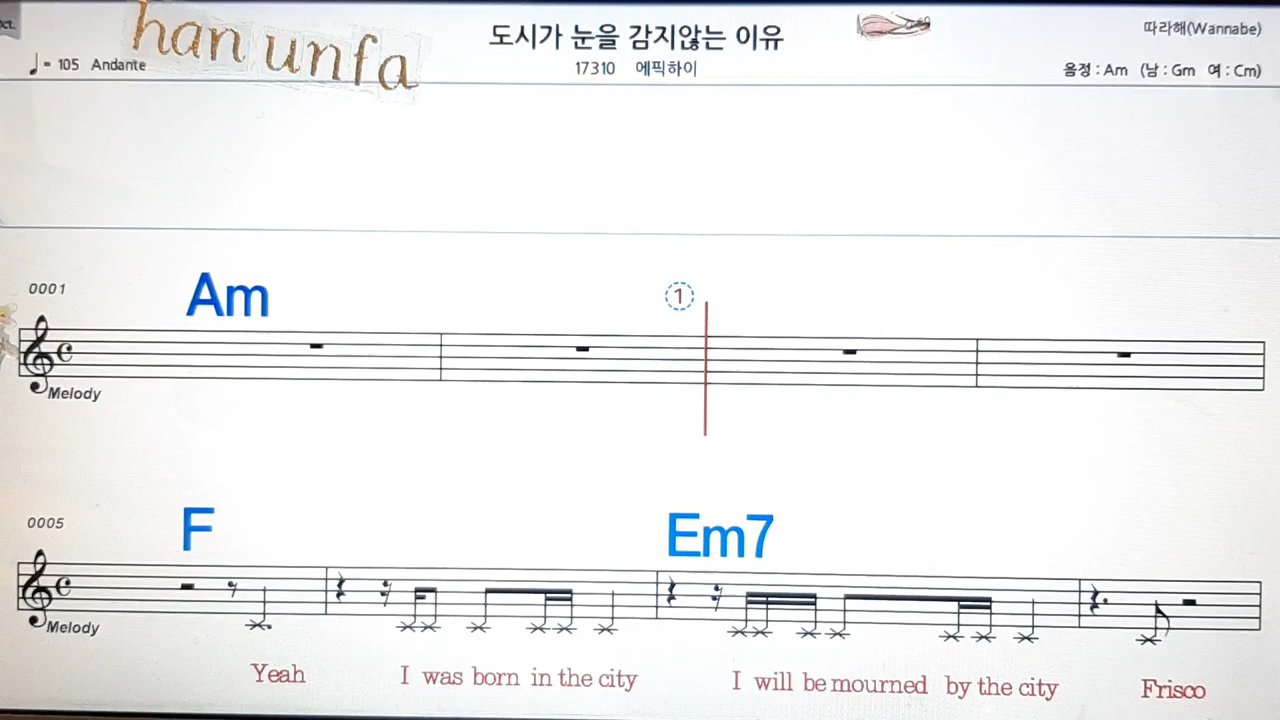 han unfa
도시가 눈을 감지않는 이유
따라해(Wannabe)
♩= 105 Andante
17310 에픽하이
음정 : Am (남 : Gm 여 : Cm)
0001
Am
①
Melody
0005
F Em7
Melody
Yeah I was born in the city I will be mourned by the city Frisco